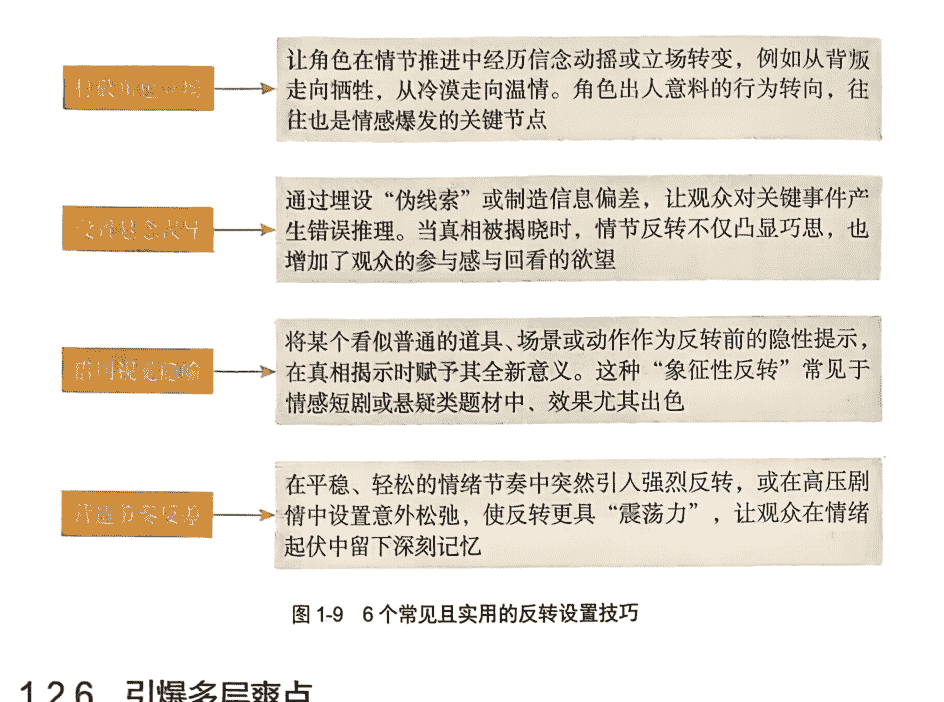 让角色在情节推进中经历信念动摇或立场转变，例如从背叛
走向牺牲，从冷漠走向温情。角色出人意料的行为转向，往
往也是情感爆发的关键节点
通过埋设“伪线索”或制造信息偏差，让观众对关键事件产
生错误推理。当真相被揭晓时，情节反转不仅凸显巧思，也
增加了观众的参与感与回看的欲望
将某个看似普通的道具、场景或动作作为反转前的隐性提示，
在真相揭示时赋予其全新意义。这种“象征性反转”常见于
情感短剧或悬疑类题材中、效果尤其出色
在平稳、轻松的情绪节奏中突然引入强烈反转，或在高压剧
情中设置意外松弛，使反转更具“震荡力”，让观众在情绪
起伏中留下深刻记忆
图 1-9 6 个常见且实用的反转设置技巧
1.2.6 引爆多层爽点